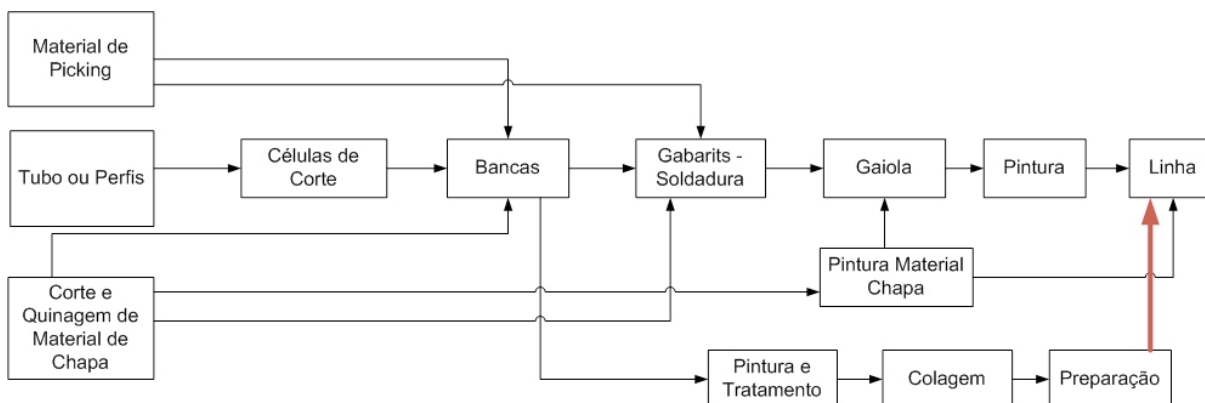 Material de
Picking
Tubo ou Perfis
Células de
Corte
Bancas
Gabarits -
Soldadura
Gaiola
Pintura
Linha
Corte e
Quinagem de
Material de
Chapa
Pintura Material
Chapa
Pintura e
Tratamento
Colagem
Preparação